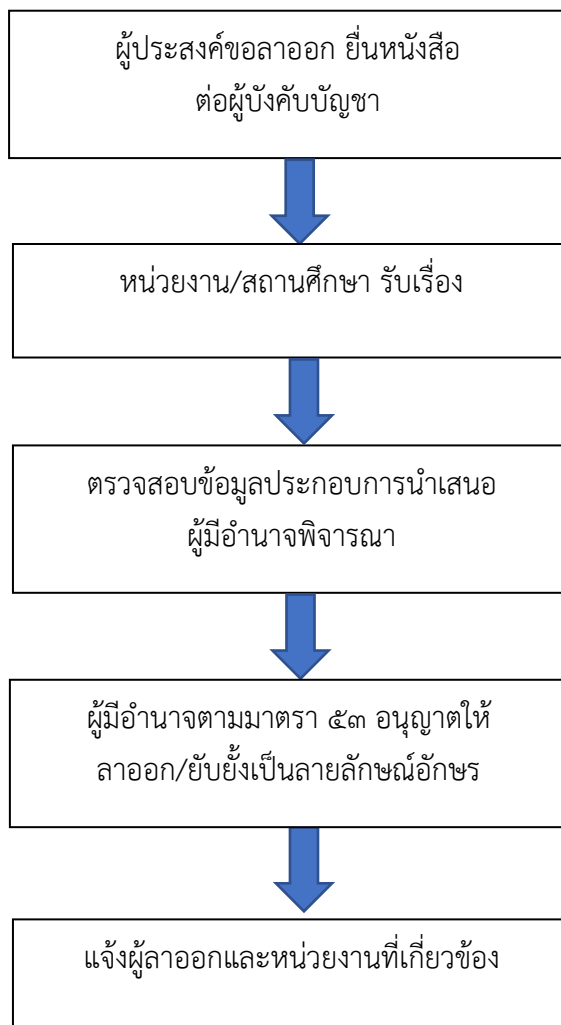 ผู้ประสงค์ขอลาออก ยื่นหนังสือ
ต่อผู้บังคับบัญชา
หน่วยงาน/สถานศึกษา รับเรื่อง
ตรวจสอบข้อมูลประกอบการนำเสนอ
ผู้มีอำนาจพิจารณา
ผู้มีอำนาจตามมาตรา ๕๓ อนุญาตให้
ลาออก/ยับยั้งเป็นลายลักษณ์อักษร
แจ้งผู้ลาออกและหน่วยงานที่เกี่ยวข้อง